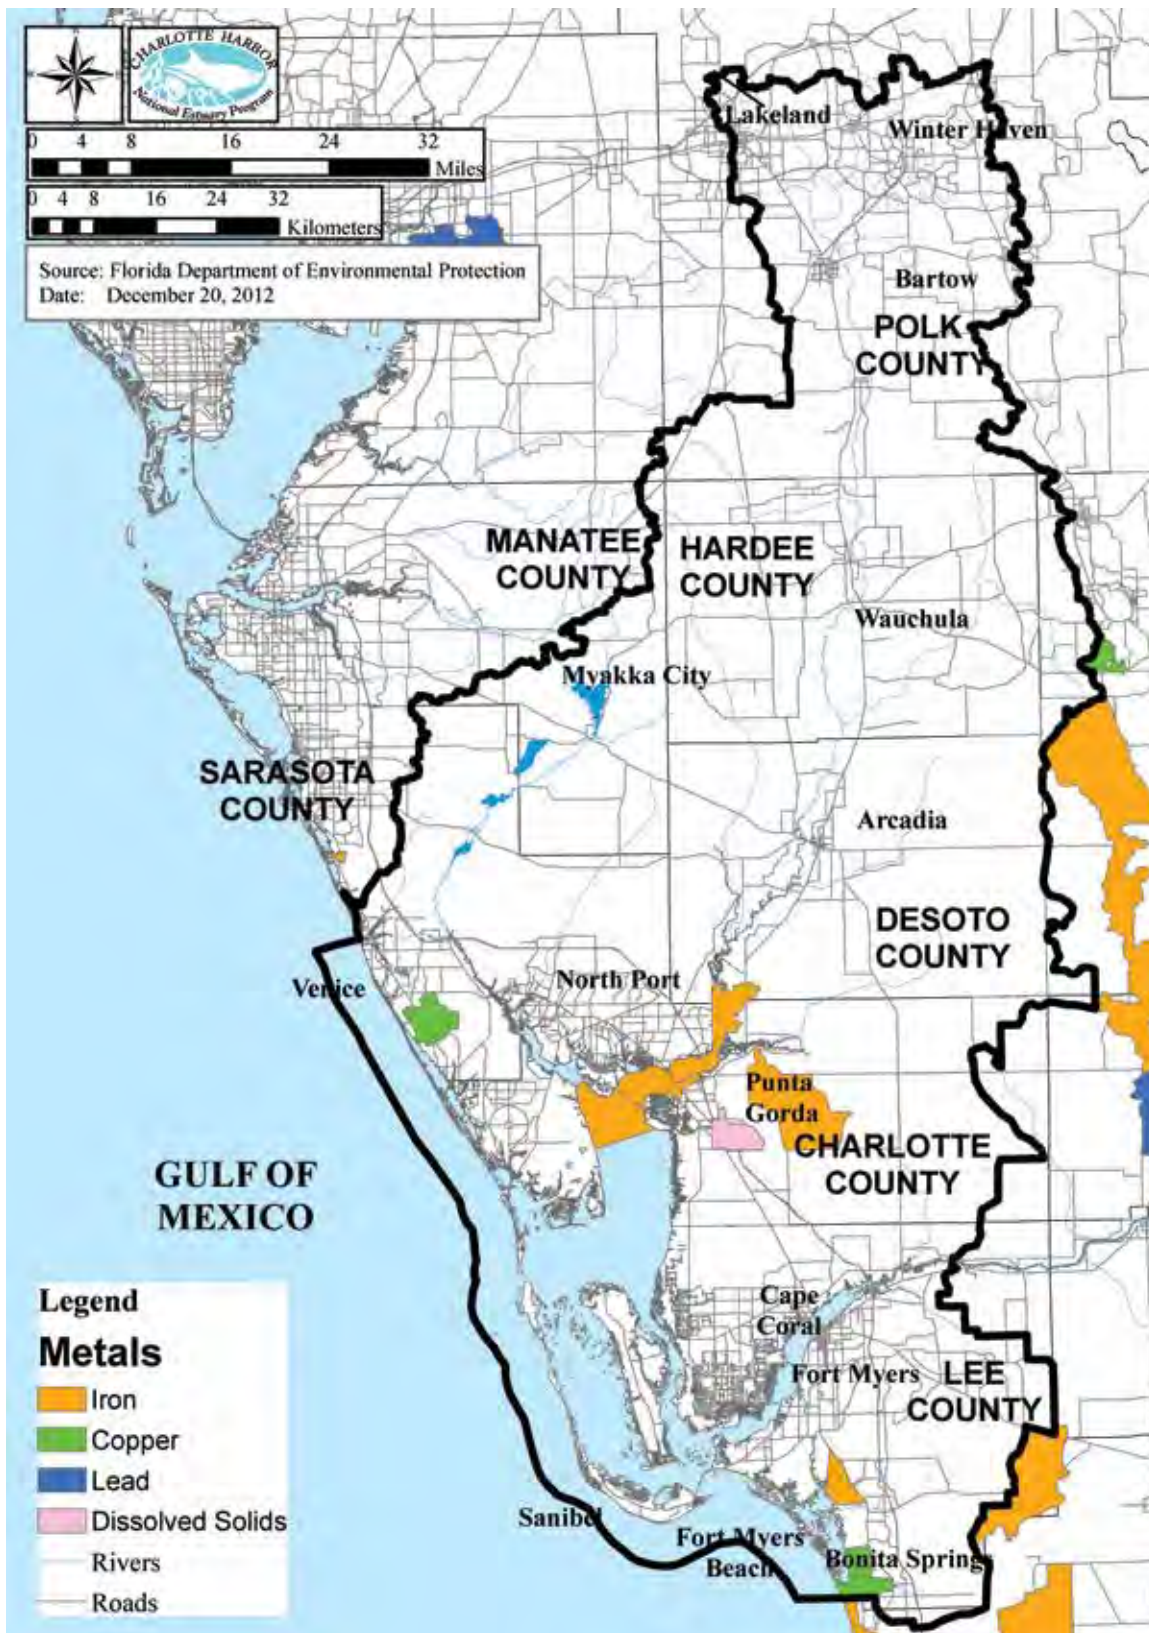 CHARLOTTE HARBOR
National Estuary Program
0 4 8 16 24 32
Miles
0 4 8 16 24 32
Kilometers
Source: Florida Department of Environmental Protection
Date: December 20, 2012
Lakeland
Winter Haven
Bartow
POLK
COUNTY
MANATEE
COUNTY
HARDEE
COUNTY
Wauchula
Myakka City
SARASOTA
COUNTY
Arcadia
DESOTO
COUNTY
North Port
Venice
Punta
Gorda
CHARLOTTE
COUNTY
GULF OF
MEXICO
Cape
Coral
Fort Myers
LEE
COUNTY
Sanibel
Fort Myers
Beach
Bonita Springs
Legend
Metals
Iron
Copper
Lead
Dissolved Solids
Rivers
Roads